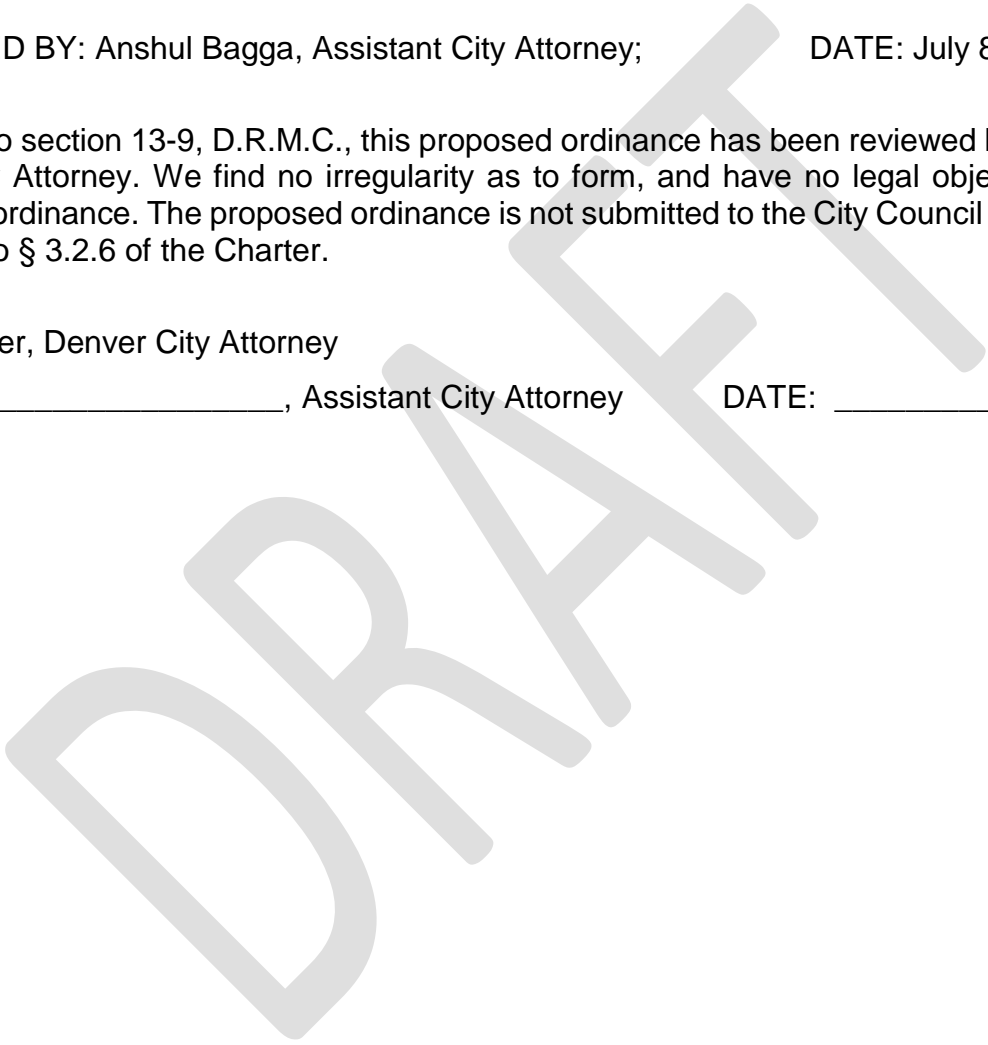 D BY: Anshul Bagga, Assistant City Attorney; DATE: July 8
o section 13-9, D.R.M.C., this proposed ordinance has been reviewed
Attorney. We find no irregularity as to form, and have no legal obje
ordinance. The proposed ordinance is not submitted to the City Council
o § 3.2.6 of the Charter.
er, Denver City Attorney
________________, Assistant City Attorney DATE: _________
DRAFT